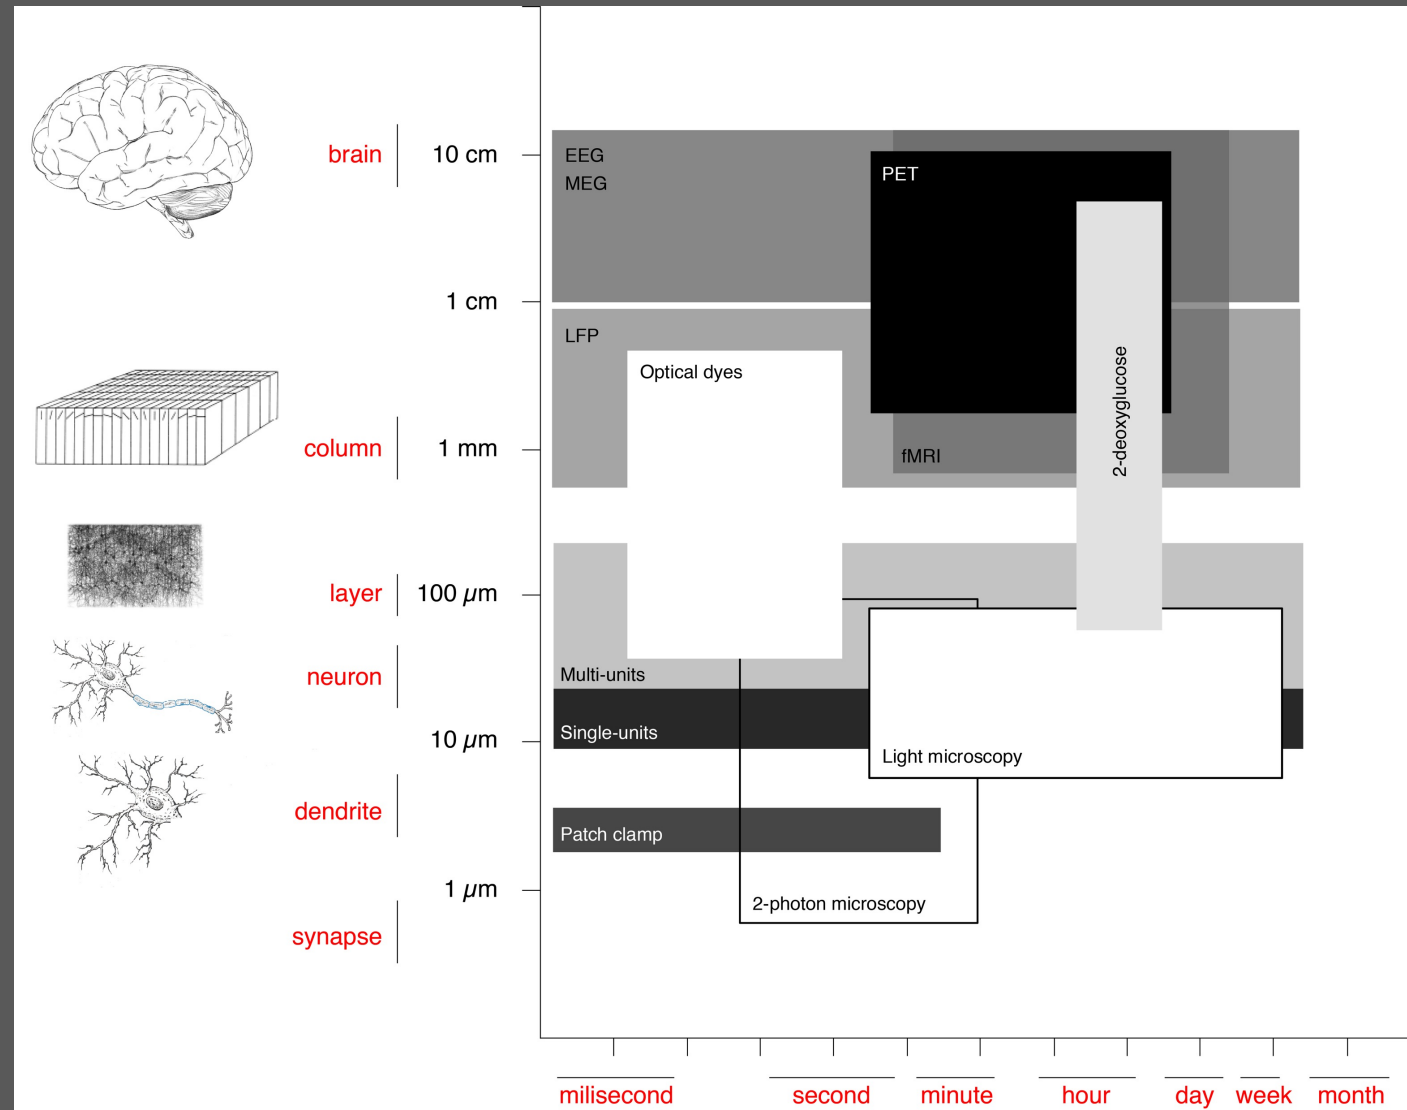 brain
10 cm
EEG
MEG
PET
1 cm
LFP
Optical dyes
2-deoxyglucose
column
1 mm
fMRI
layer
100 µm
neuron
Multi-units
10 µm
Single-units
Light microscopy
dendrite
Patch clamp
1 µm
2-photon microscopy
synapse
milisecond
second
minute
hour
day
week
month